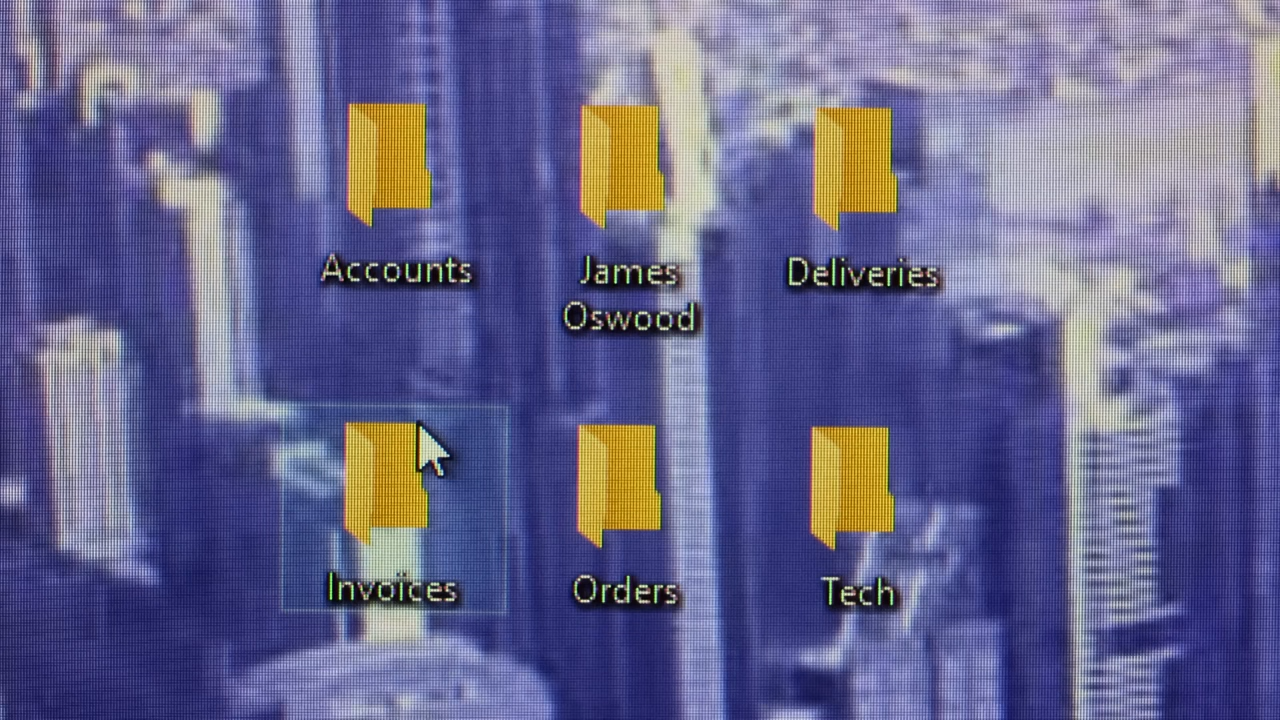 Accounts
James
Oswood
Deliveries
Invoices
Orders
Tech